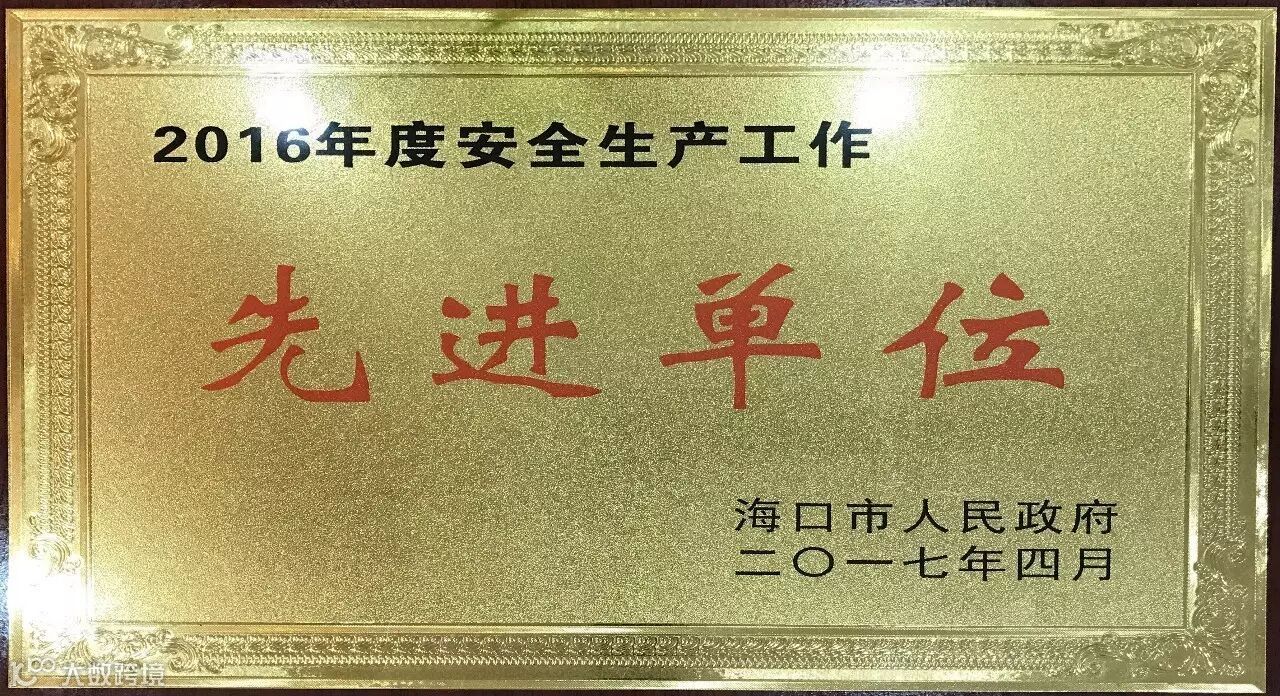 2016年度安全生产工作
先进单位
海口市人民政府
二〇一七年四月
大数跨境